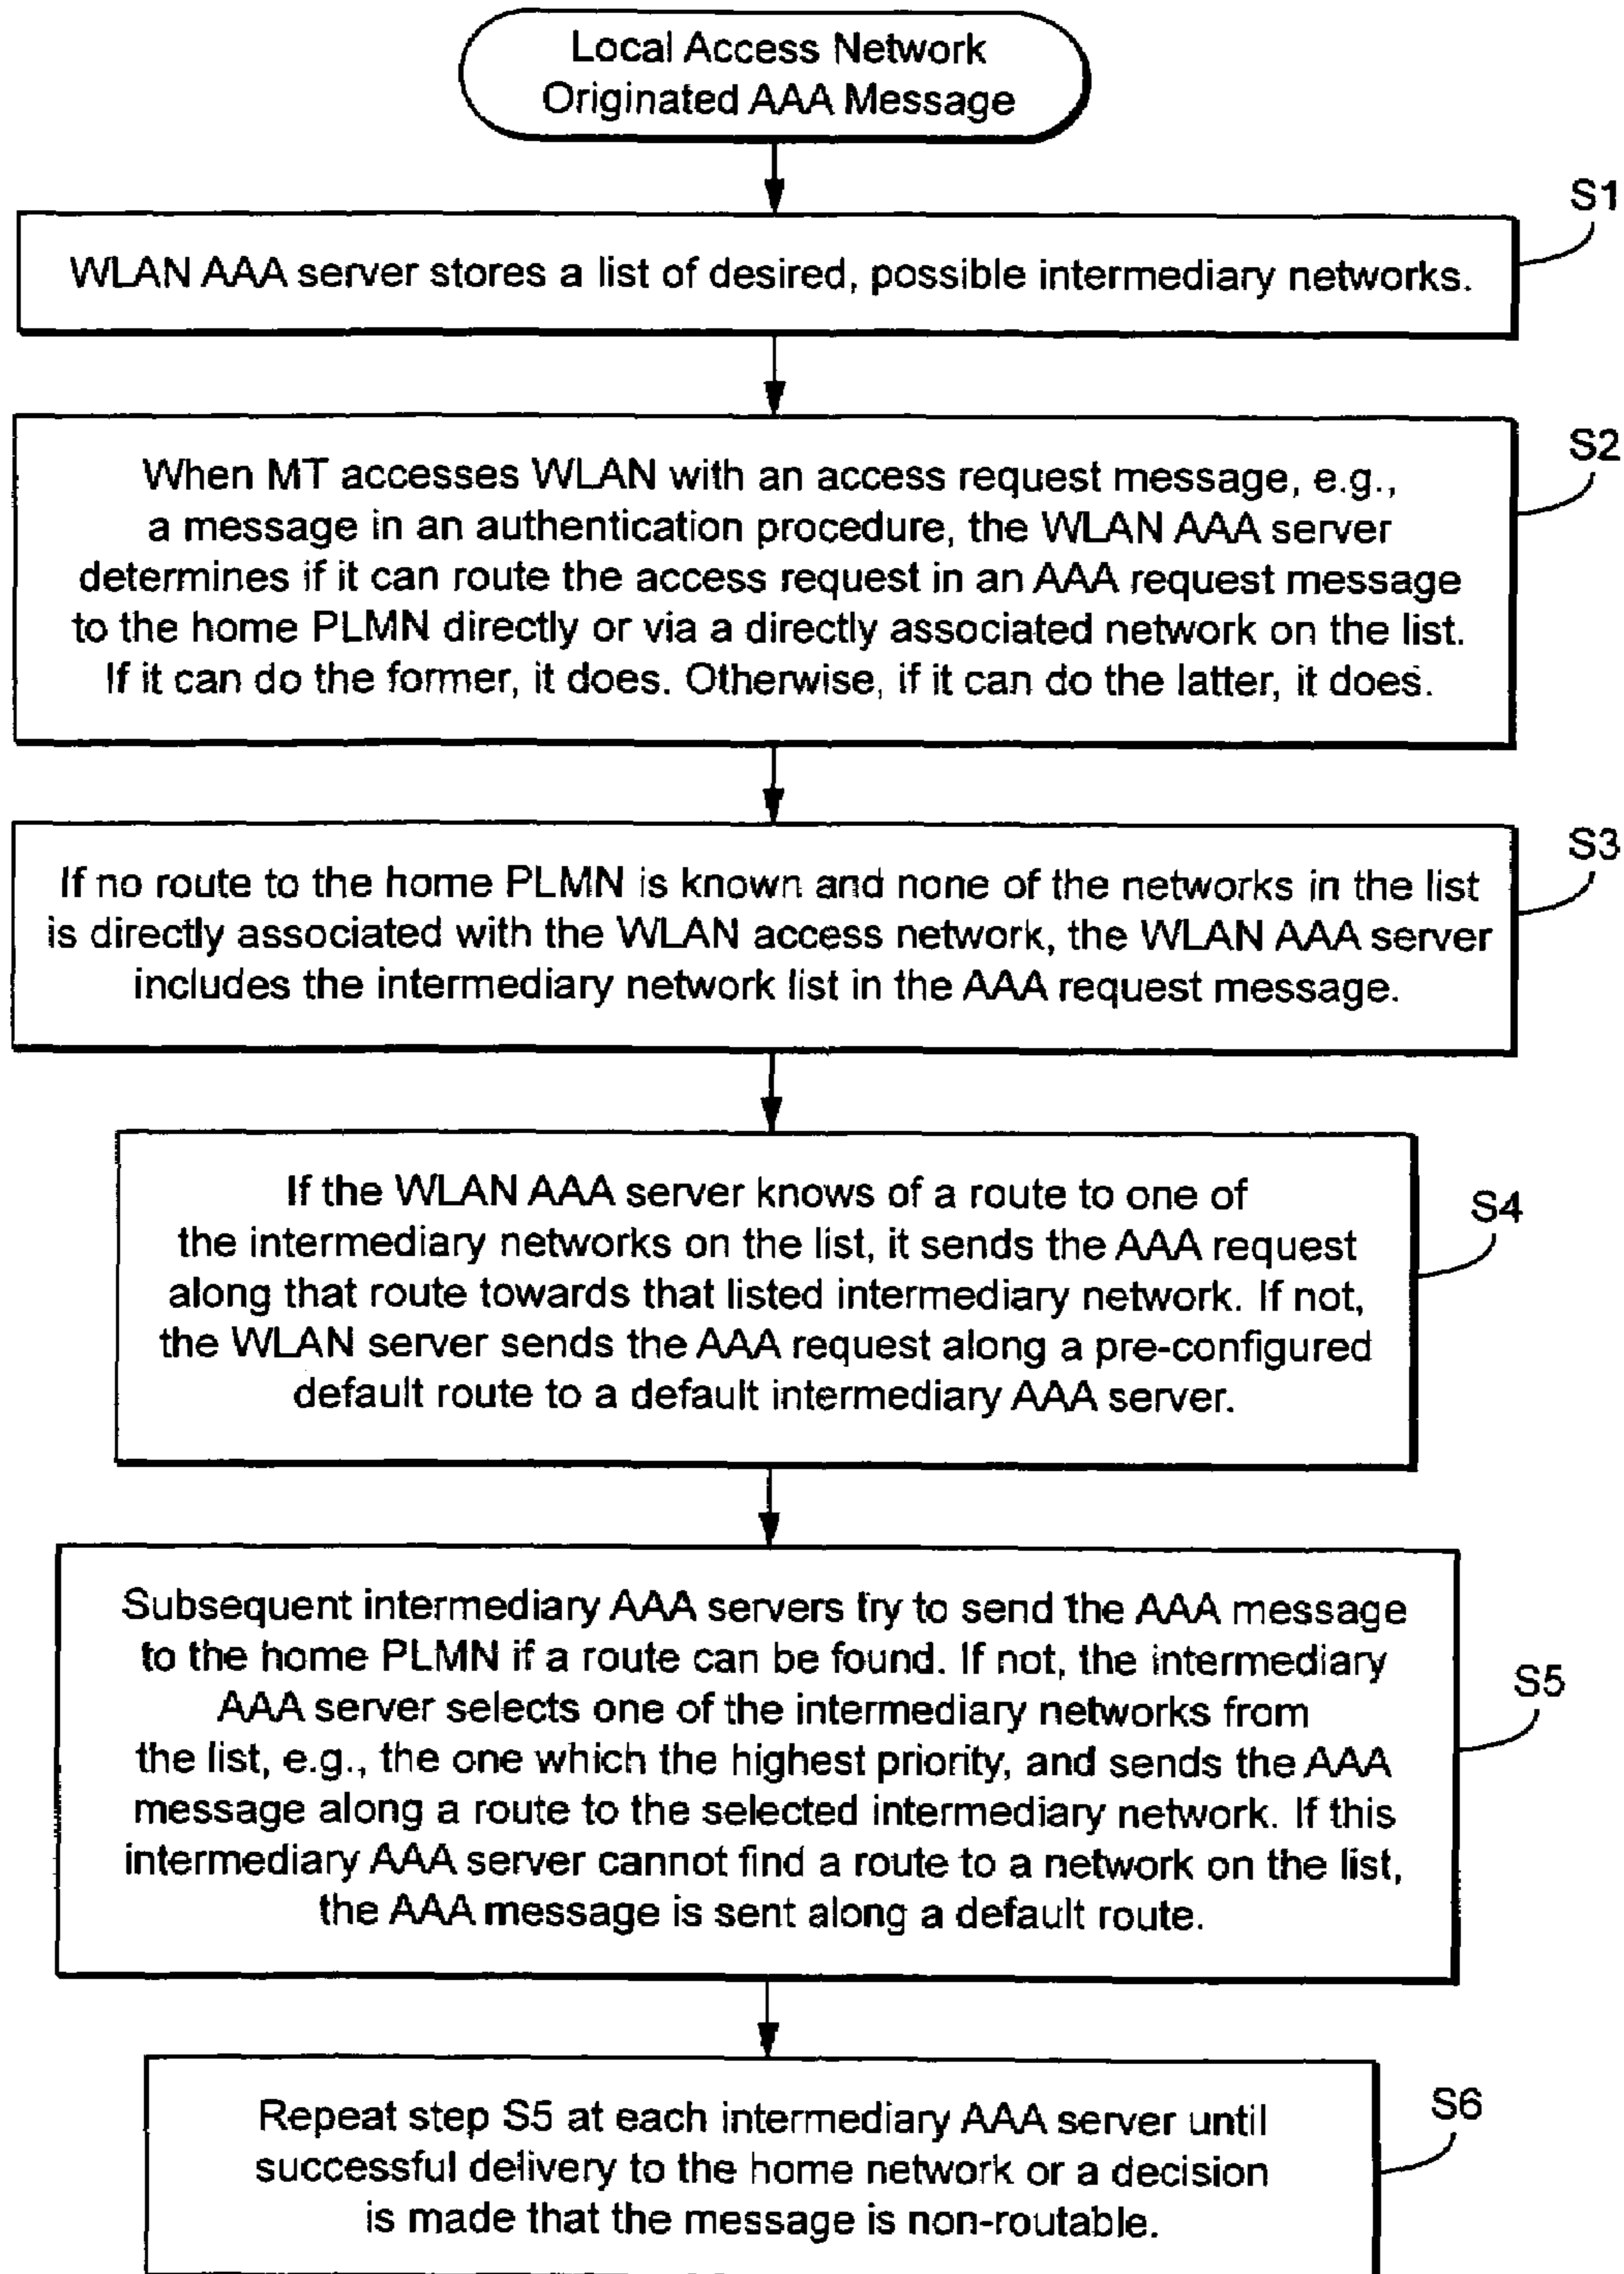 Local Access Network
Originated AAA Message
S1
WLAN AAA server stores a list of desired, possible intermediary networks.
S2
When MT accesses WLAN with an access request message, e.g.,
a message in an authentication procedure, the WLAN AAA server
determines if it can route the access request in an AAA request message
to the home PLMN directly or via a directly associated network on the list.
If it can do the former, it does. Otherwise, if it can do the latter, it does.
S3
If no route to the home PLMN is known and none of the networks in the list
is directly associated with the WLAN access network, the WLAN AAA server
includes the intermediary network list in the AAA request message.
S4
If the WLAN AAA server knows of a route to one of
the intermediary networks on the list, it sends the AAA request
along that route towards that listed intermediary network. If not,
the WLAN server sends the AAA request along a pre-configured
default route to a default intermediary AAA server.
S5
Subsequent intermediary AAA servers try to send the AAA message
to the home PLMN if a route can be found. If not, the intermediary
AAA server selects one of the intermediary networks from
the list, e.g., the one which the highest priority, and sends the AAA
message along a route to the selected intermediary network. If this
intermediary AAA server cannot find a route to a network on the list,
the AAA message is sent along a default route.
S6
Repeat step S5 at each intermediary AAA server until
successful delivery to the home network or a decision
is made that the message is non-routable.